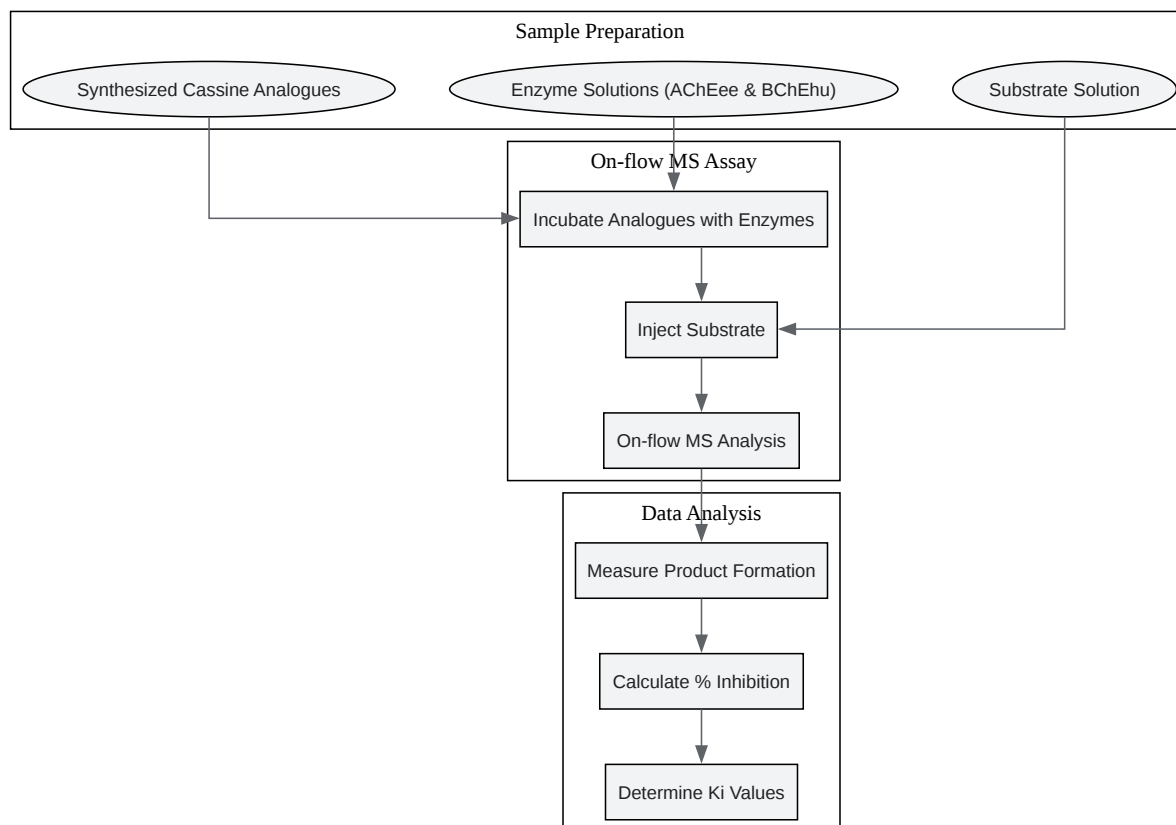 Sample Preparation
Synthesized Cassine Analogues
Enzyme Solutions (AChEee & BChEhu)
Substrate Solution
On-flow MS Assay
Incubate Analogues with Enzymes
Inject Substrate
On-flow MS Analysis
Data Analysis
Measure Product Formation
Calculate % Inhibition
Determine Ki Values